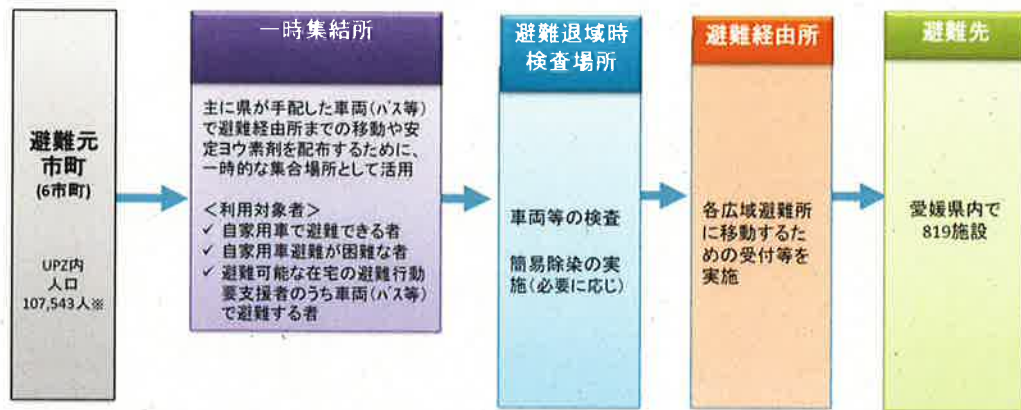 避難元
市町
(6市町)
UPZ内
人口
107,543人※
一時集結所
主に県が手配した車両(バス等)
で避難経由所までの移動や安
定ヨウ素剤を配布するために、
一時的な集合場所として活用
<利用対象者>
✓ 自家用車で避難できる者
✓ 自家用車避難が困難な者
✓ 避難可能な在宅の避難行動
要支援者のうち車両(バス等)
で避難する者
避難退域時
検査場所
車両等の検査
簡易除染の実
施(必要に応じ)
避難経由所
各広域避難所
に移動するた
めの受付等を
実施
避難先
愛媛県内で
819施設